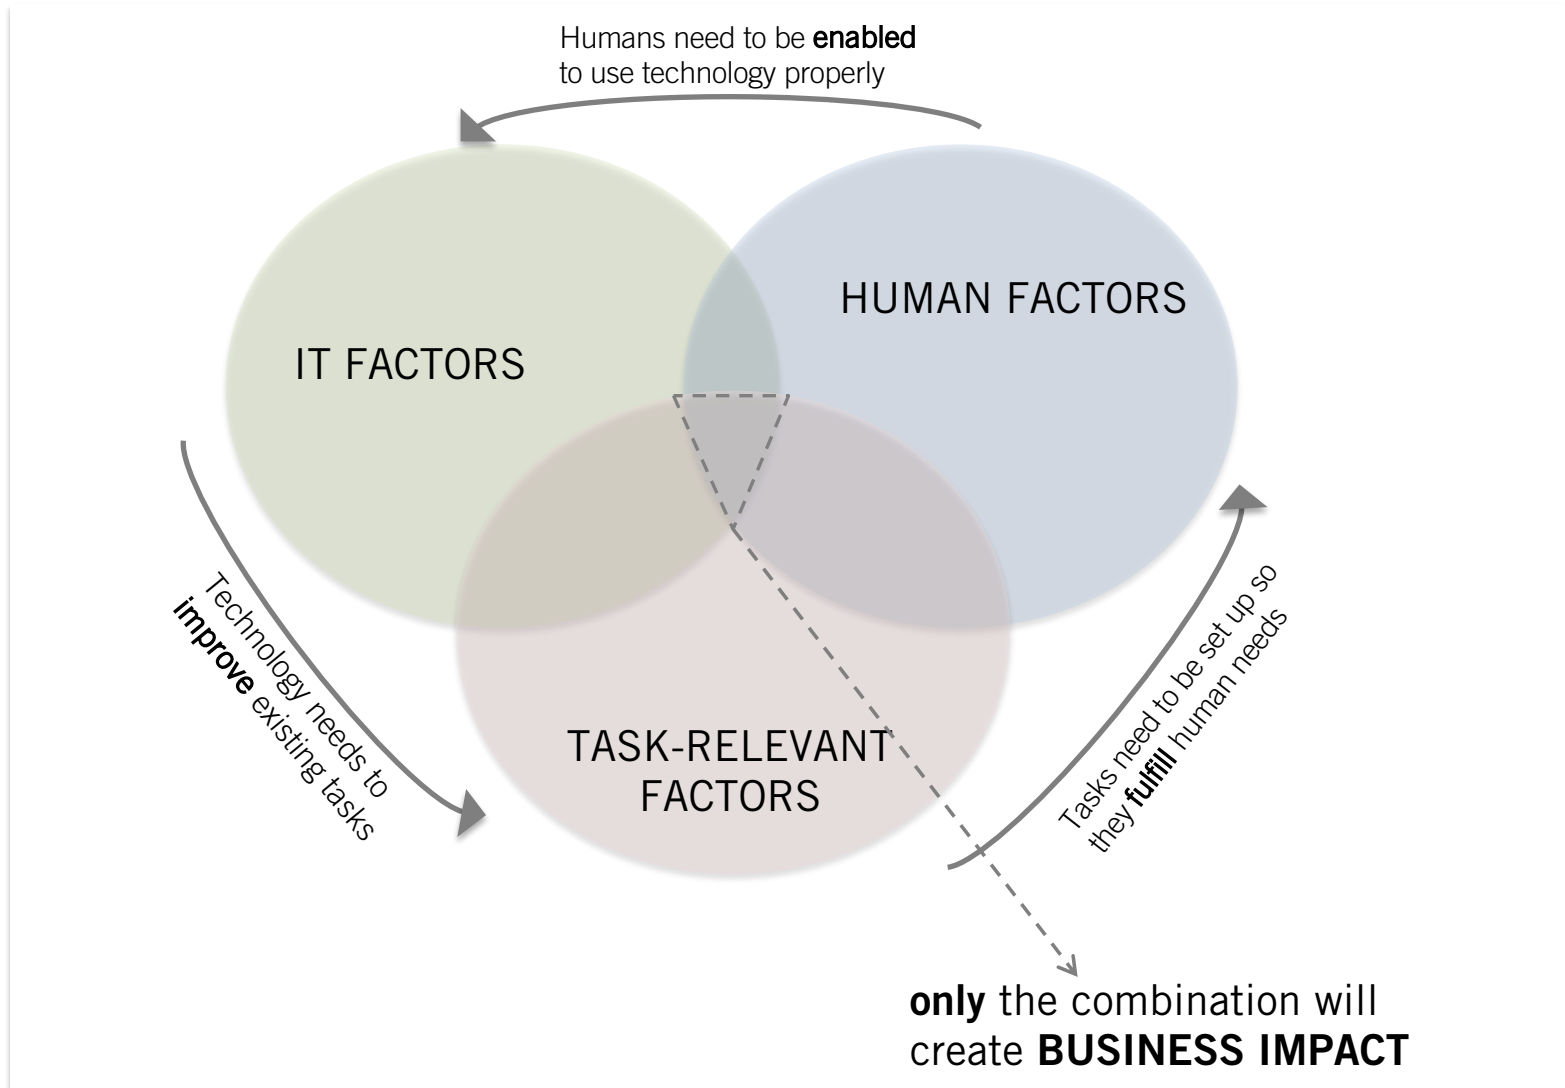 Humans need to be enabled
to use technology properly
HUMAN FACTORS
IT FACTORS
Technology needs to
improve existing tasks
Tasks need to be set up so
they fulfill human needs
TASK-RELEVANT
FACTORS
only the combination will
create BUSINESS IMPACT